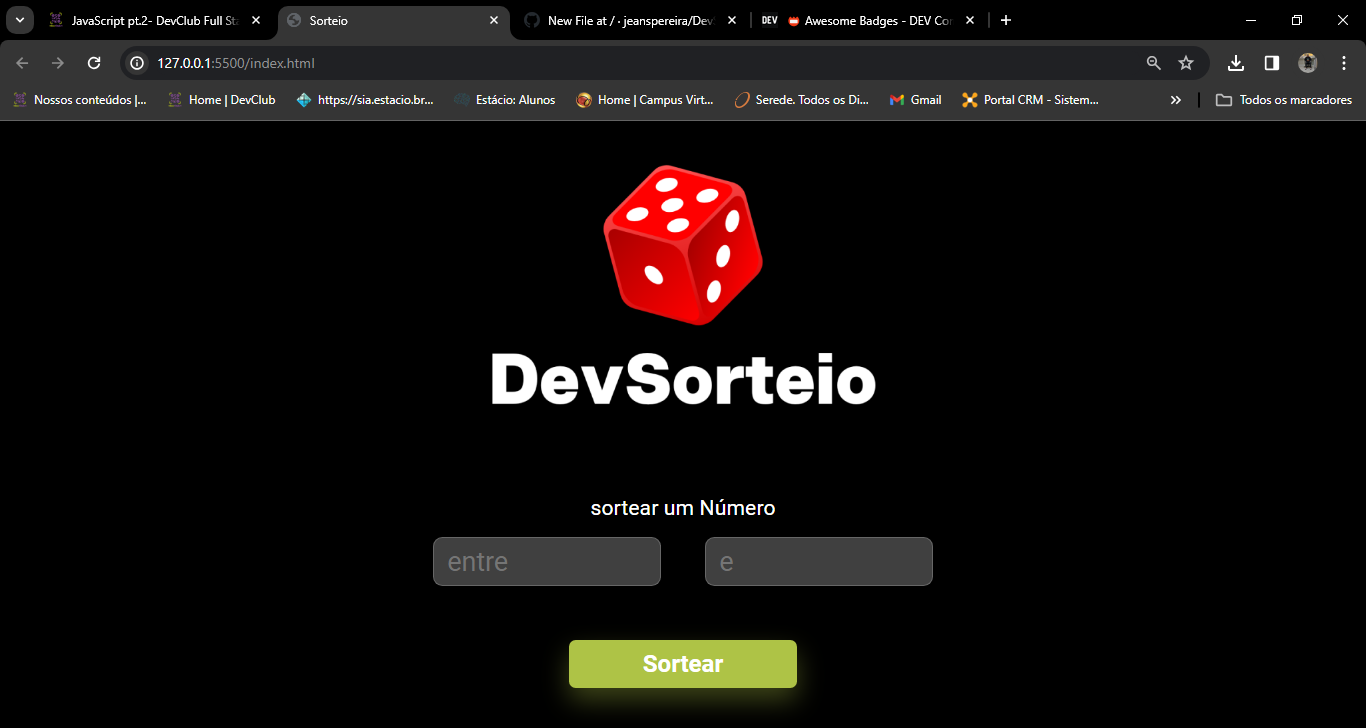 JavaScript pt.2- DevClub Full Sta
Sorteio
New File at / · jeanspereira/Dev
DEV
Awesome Badges - DEV Co
127.0.0.1:5500/index.html
Nossos conteúdos |...
Home | DevClub
https://sia.estacio.br...
Estácio: Alunos
Home | Campus Virt...
Serede. Todos os Di...
Gmail
Portal CRM - Sistem...
Todos os marcadores
DevSorteio
sortear um Número
entre
e
Sortear